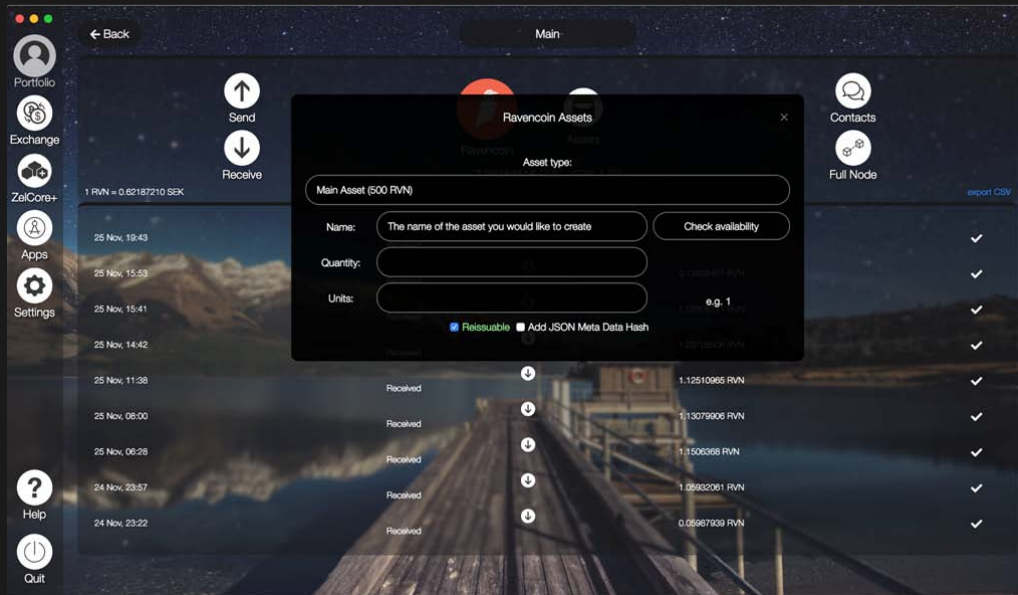 Back
Main
Portfolio
Exchange
ZelCore+
Apps
Settings
Help
Quit
Send
Receive
Ravencoin
Assets
Contacts
Full Node
1 RVN = 0.62187210 SEK
export CSV
Ravencoin Assets
Asset type:
Main Asset (500 RVN)
Name:
The name of the asset you would like to create
Check availability
Quantity:
Units:
e.g. 1
Reissuable
Add JSON Meta Data Hash
25 Nov, 19:43
25 Nov, 15:53
25 Nov, 15:41
25 Nov, 14:42
Received
25 Nov, 11:38
Received
1.12510965 RVN
25 Nov, 08:00
Received
1.13079906 RVN
25 Nov, 06:28
Received
1.1506368 RVN
24 Nov, 23:57
Received
1.05932061 RVN
24 Nov, 23:22
Received
0.05987939 RVN